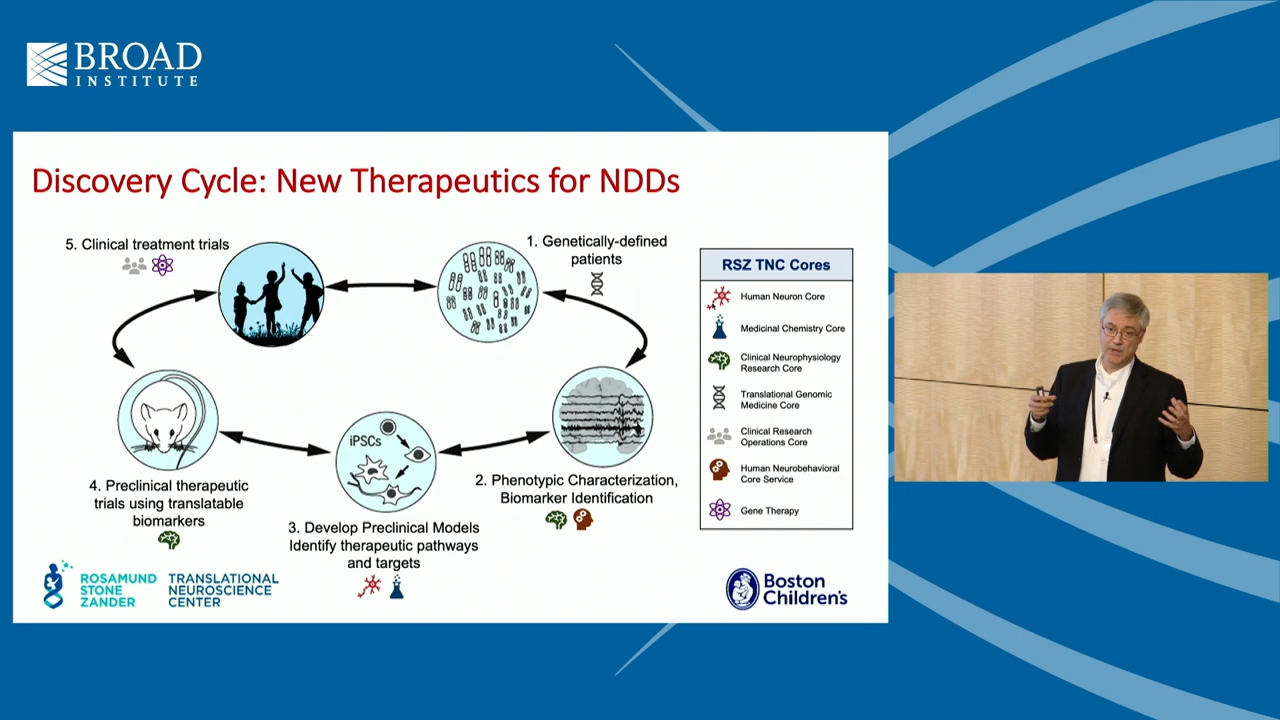 BROAD
INSTITUTE
Discovery Cycle: New Therapeutics for NDDs
5. Clinical treatment trials
1. Genetically-defined
patients
iPSCs
4. Preclinical therapeutic
trials using translatable
biomarkers
3. Develop Preclinical Models
Identify therapeutic pathways
and targets
2. Phenotypic Characterization,
Biomarker Identification
RSZ TNC Cores
Human Neuron Core
Medicinal Chemistry Core
Clinical Neurophysiology
Research Core
Translational Genomic
Medicine Core
Clinical Research
Operations Core
Human Neurobehavioral
Core Service
Gene Therapy
ROSAMUND
STONE
ZANDER
TRANSLATIONAL
NEUROSCIENCE
CENTER
Boston
Children's